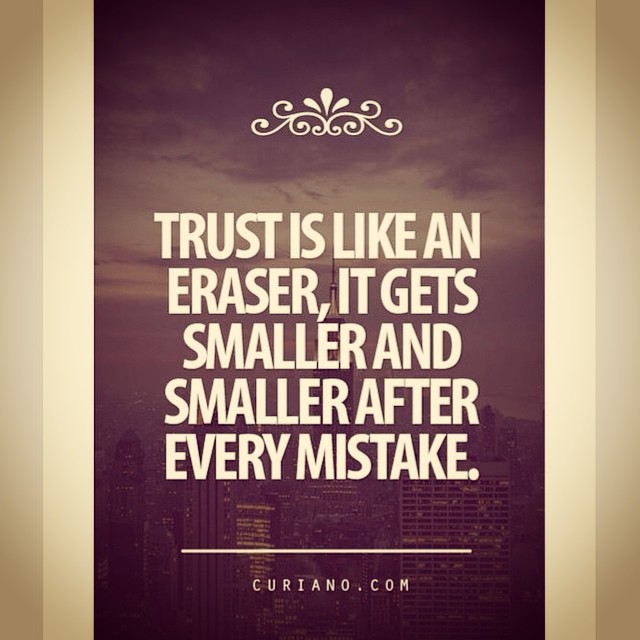 TRUST IS LIKE AN
ERASER, IT GETS
SMALLER AND
SMALLER AFTER
EVERY MISTAKE.
CURIANO.COM